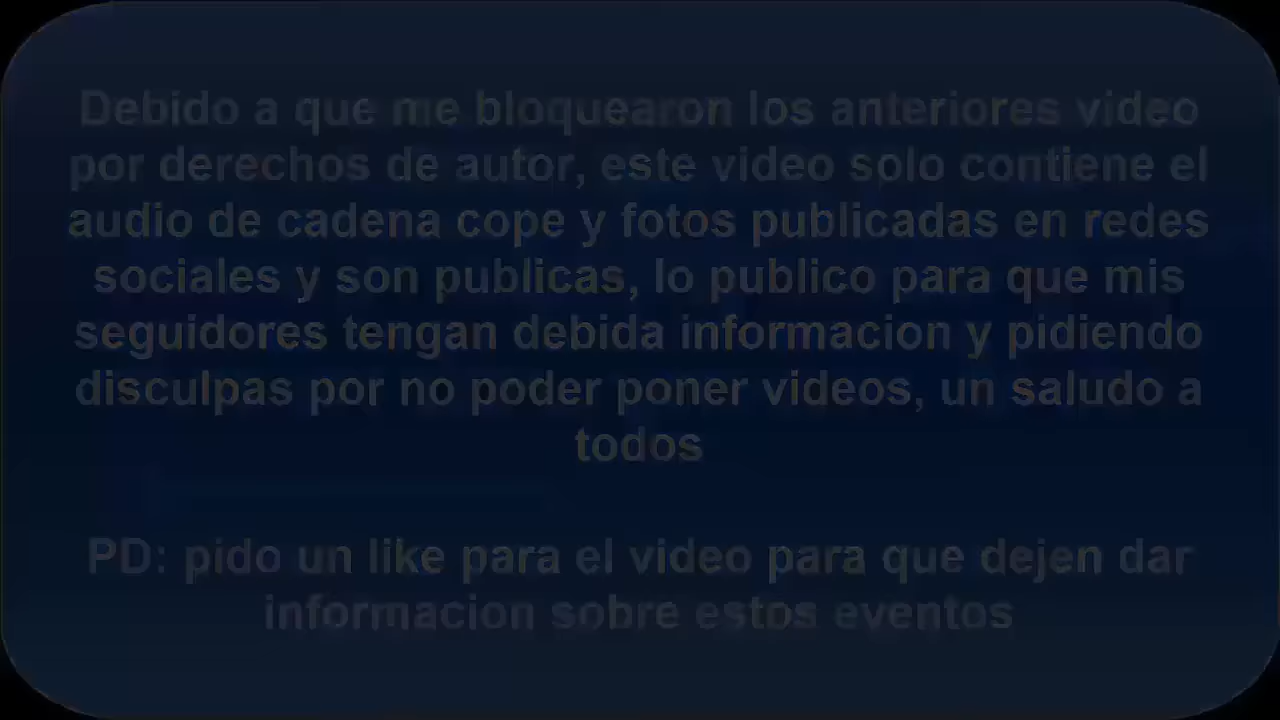 Debido a que me bloquearon los anteriores video
por derechos de autor, este video solo contiene el
audio de cadena cope y fotos publicadas en redes
sociales y son publicas, lo publico para que mis
seguidores tengan debida informacion y pidiendo
disculpas por no poder poner videos, un saludo a
todos
PD: pido un like para el video para que dejen dar
informacion sobre estos eventos